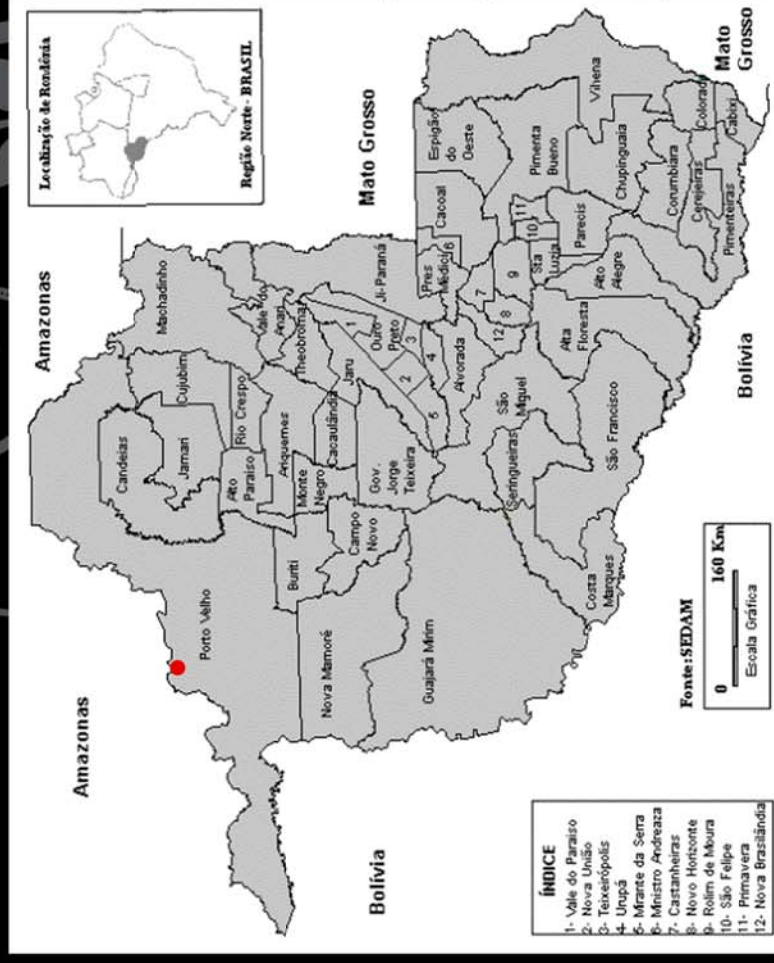 Localização de Rondônia
Região Norte - BRASIL
Amazonas
Amazonas
Mato Grosso
Mato
Grosso
Bolívia
Bolívia
Porto Velho
Candeias
Jamari
Cujubim
Machadinho
Alto
Paraiso
Rio Crespo
Vale do
Anari
Buriti
Monte
Negro
Ariquemes
Theobroma
Cacaulândia
Jaru
Campo
Novo
Gov.
Jorge
Teixeira
Nova Mamoré
Guajará Mirim
1
Ouro
Preto
2
3
4
5
Ji-Paraná
Alvorada
Pres
Médici
6
Cacoal
Espigão
do
Oeste
7
8
9
10
11
12
São
Miguel
Seringueiras
Sta
Luzia
Pimenta
Bueno
Parecis
Vilhena
Chupinguaia
Alta
Floresta
Alto
Alegre
São Francisco
Costa
Marques
Corumbiara
Cerejeiras
Colorad
Cabixi
Pimenteiras
Fonte:SEDAM
0 160 Km
Escala Gráfica
ÍNDICE
1- Vale do Paraiso
2- Nova União
3- Teixeirópolis
4- Urupá
5- Mirante da Serra
6- Ministro Andreaza
7- Castanheiras
8- Novo Horizonte
9- Rolim de Moura
10- São Felipe
11- Primavera
12- Nova Brasilândia